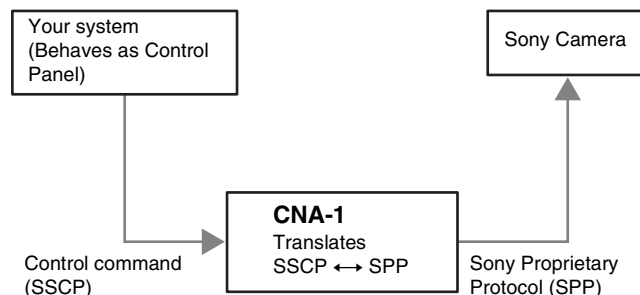 Your system
(Behaves as Control
Panel)
Sony Camera
CNA-1
Translates
SSCP ⟷ SPP
Control command
(SSCP)
Sony Proprietary
Protocol (SPP)